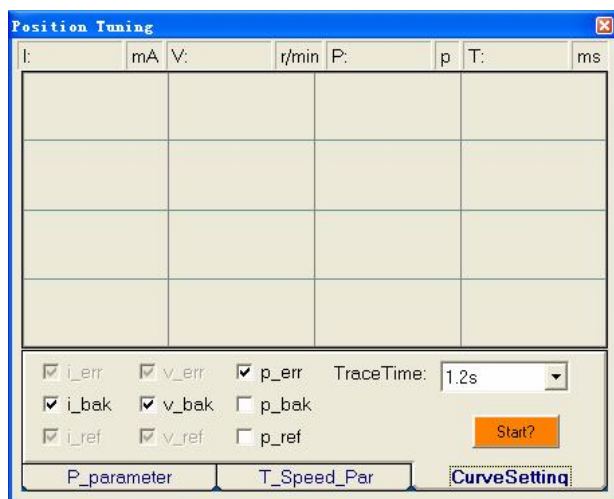 Position Tuning
I: mA V: r/min P: p T: ms
i_err v_err p_err TraceTime: 1.2s
i_bak v_bak p_bak
i_ref v_ref p_ref Start?
P_parameter T_Speed_Par CurveSetting